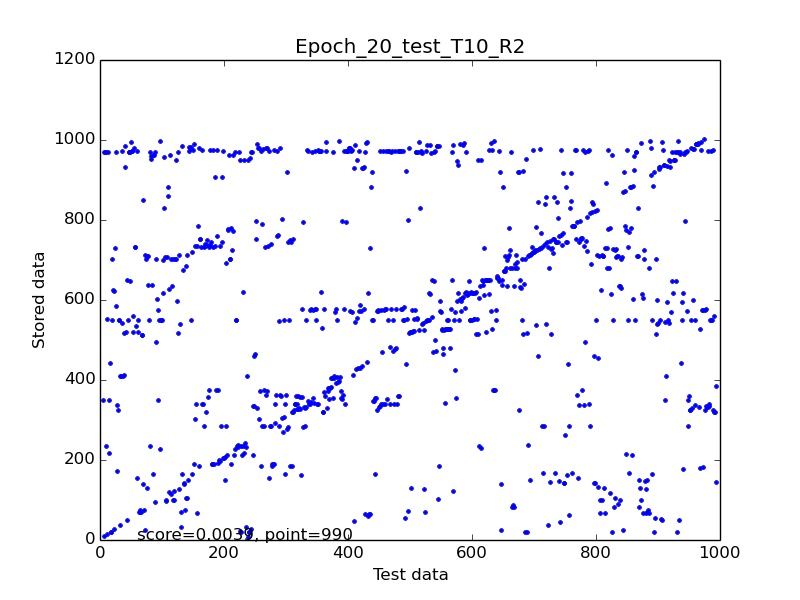 Epoch_20_test_T10_R2
1200
1000
800
600
400
200
0
Stored data
score=0.0039, point=990
0 200 400 600 800 1000
Test data